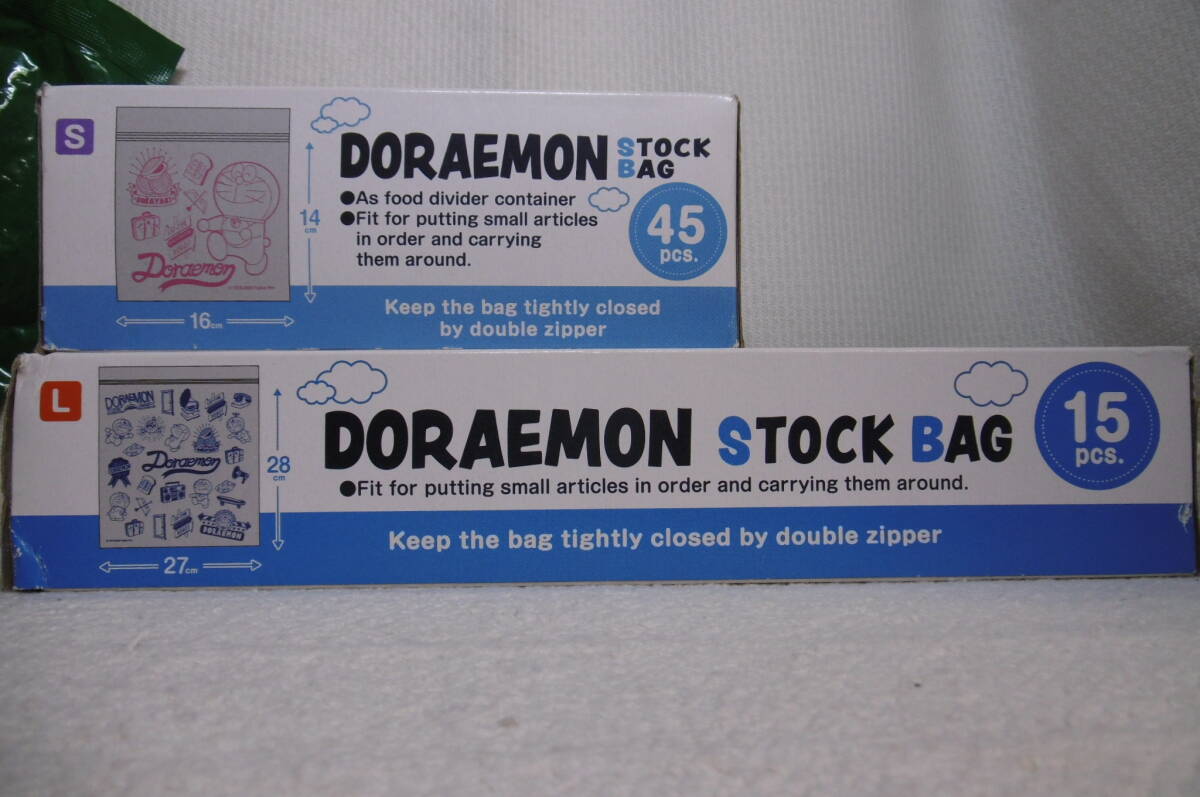 S
DORAEMON STOCK
BAG
●As food divider container
●Fit for putting small articles
in order and carrying
them around.
45
pcs.
DORAYAKI
Doraemon
14
cm
16cm
Keep the bag tightly closed
by double zipper
L
DORAEMON STOCK BAG
●Fit for putting small articles in order and carrying them around.
15
pcs.
DORAEMON
Doraemon
DORAEMON
28
cm
27cm
Keep the bag tightly closed by double zipper